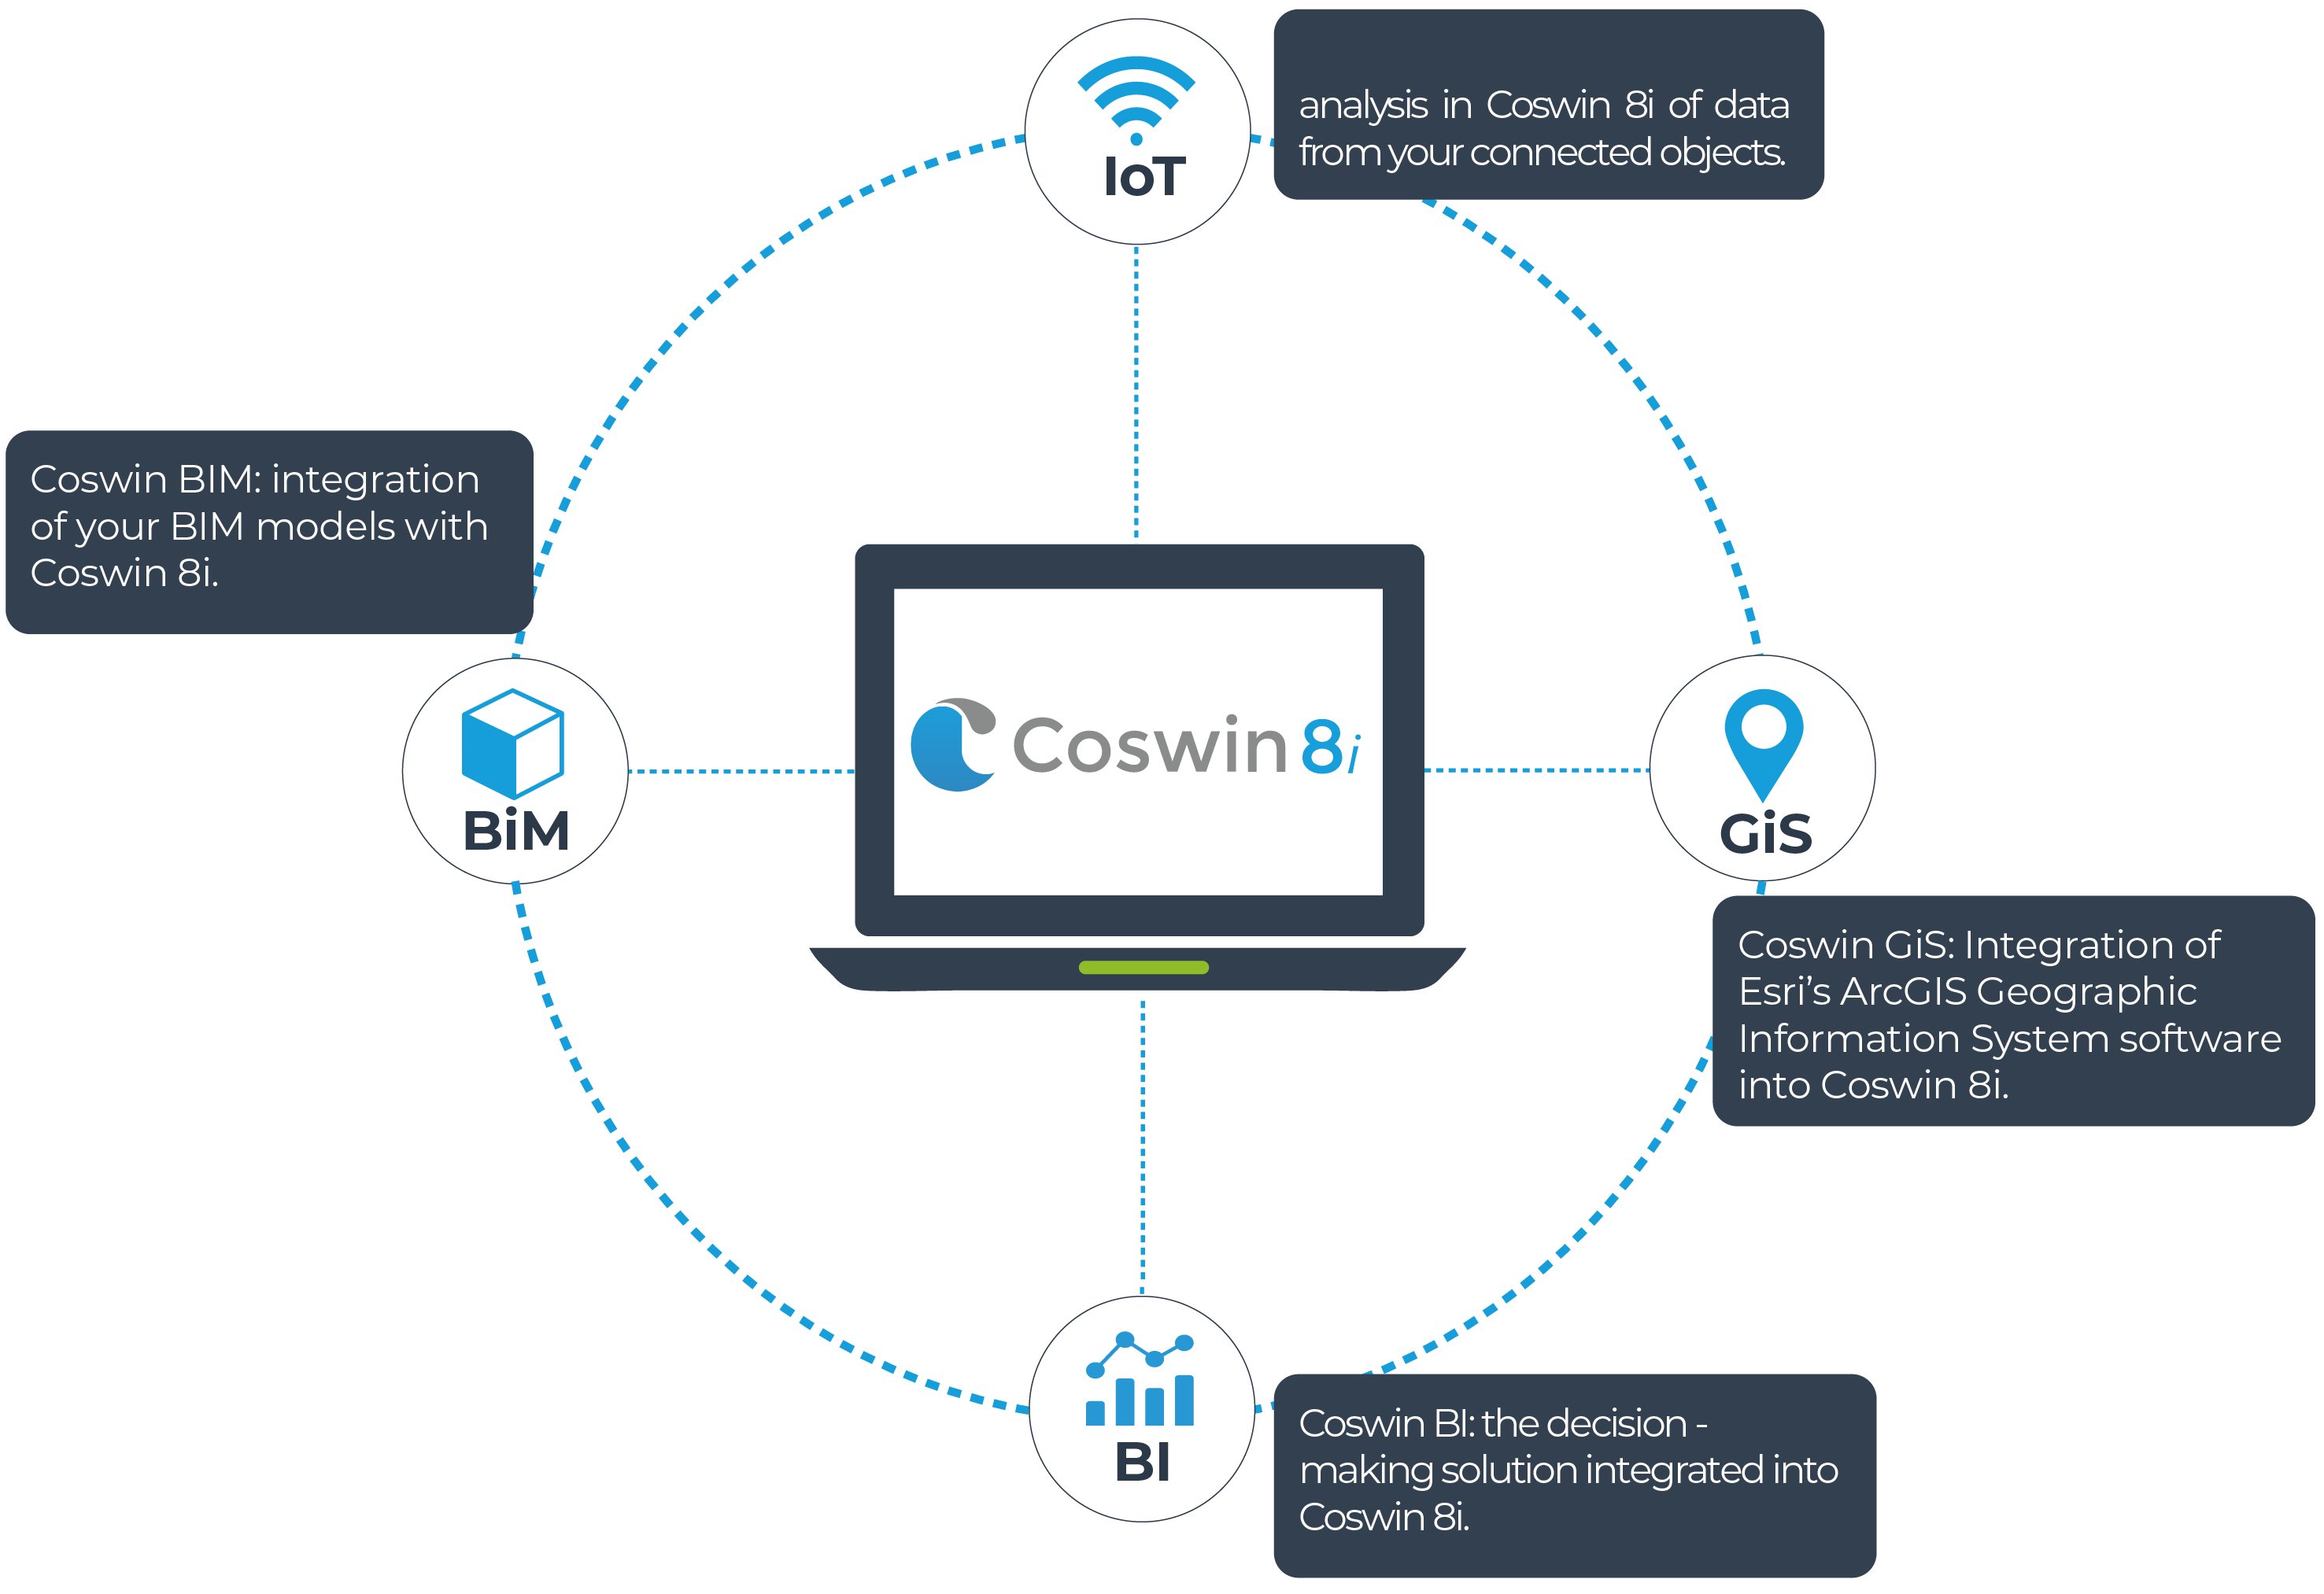 IoT
analysis in Coswin 8i of data
from your connected objects.
Coswin BIM: integration
of your BIM models with
Coswin 8i.
BiM
Coswin 8i
GiS
Coswin GiS: Integration of
Esri’s ArcGIS Geographic
Information System software
into Coswin 8i.
BI
Coswin BI: the decision -
making solution integrated into
Coswin 8i.